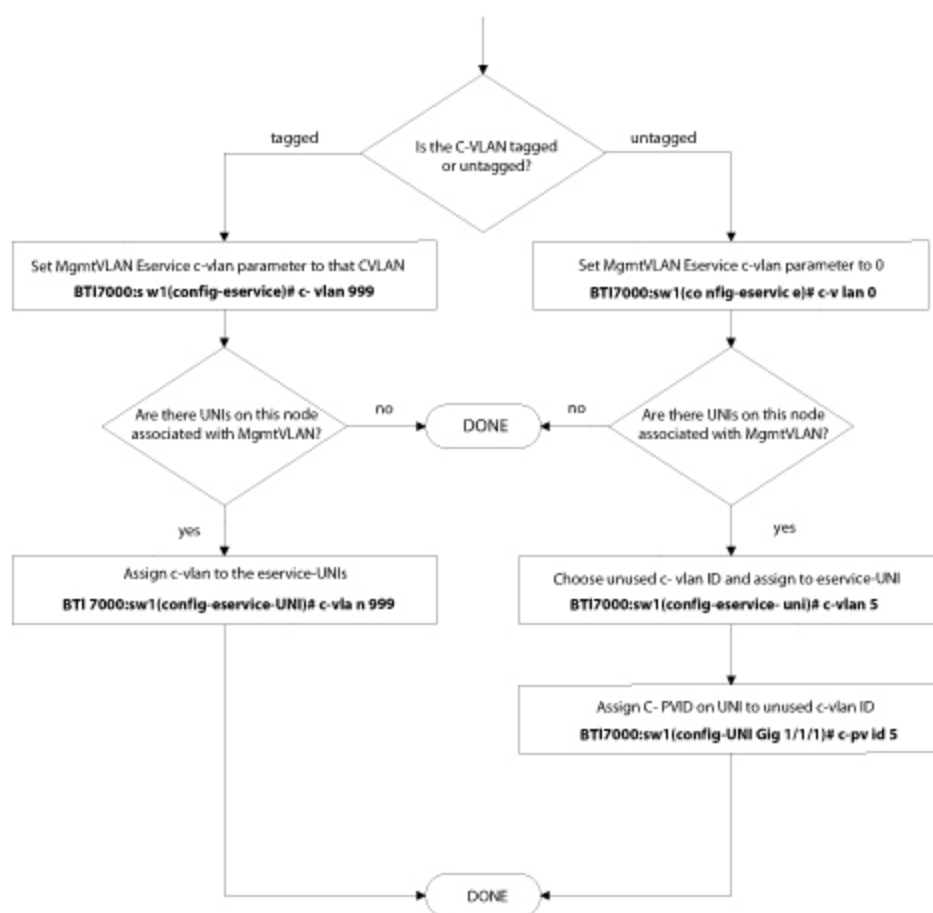 Is the C-VLAN tagged
or untagged?
tagged
untagged
Set MgmtVLAN Eservice c-vlan parameter to that CVLAN
BTI7000:s w1(config-eservice)# c- vlan 999
Set MgmtVLAN Eservice c-vlan parameter to 0
BTI7000:sw1(co nfig-eservic e)# c-v lan 0
Are there UNIs on this node
associated with MgmtVLAN?
no
DONE
no
Are there UNIs on this node
associated with MgmtVLAN?
yes
yes
Assign c-vlan to the eservice-UNIs
BTI 7000:sw1(config-eservice-UNI)# c-vla n 999
Choose unused c- vlan ID and assign to eservice-UNI
BTI7000:sw1(config-eservice- uni)# c-vlan 5
Assign C- PVID on UNI to unused c-vlan ID
BTI7000:sw1(config-UNI Gig 1/1/1)# c-pv id 5
DONE